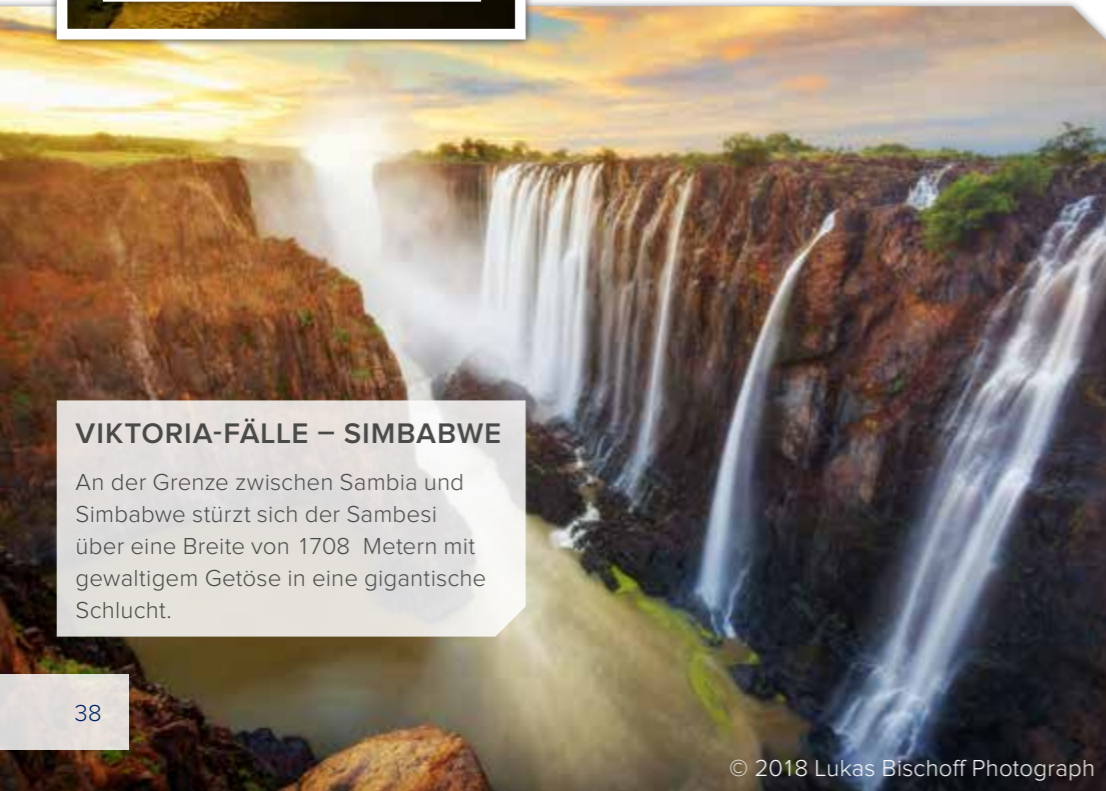 VIKTORIA-FÄLLE – SIMBABWE
An der Grenze zwischen Sambia und
Simbabwe stürzt sich der Sambesi
über eine Breite von 1708 Metern mit
gewaltigem Getöse in eine gigantische
Schlucht.
38
© 2018 Lukas Bischoff Photograph